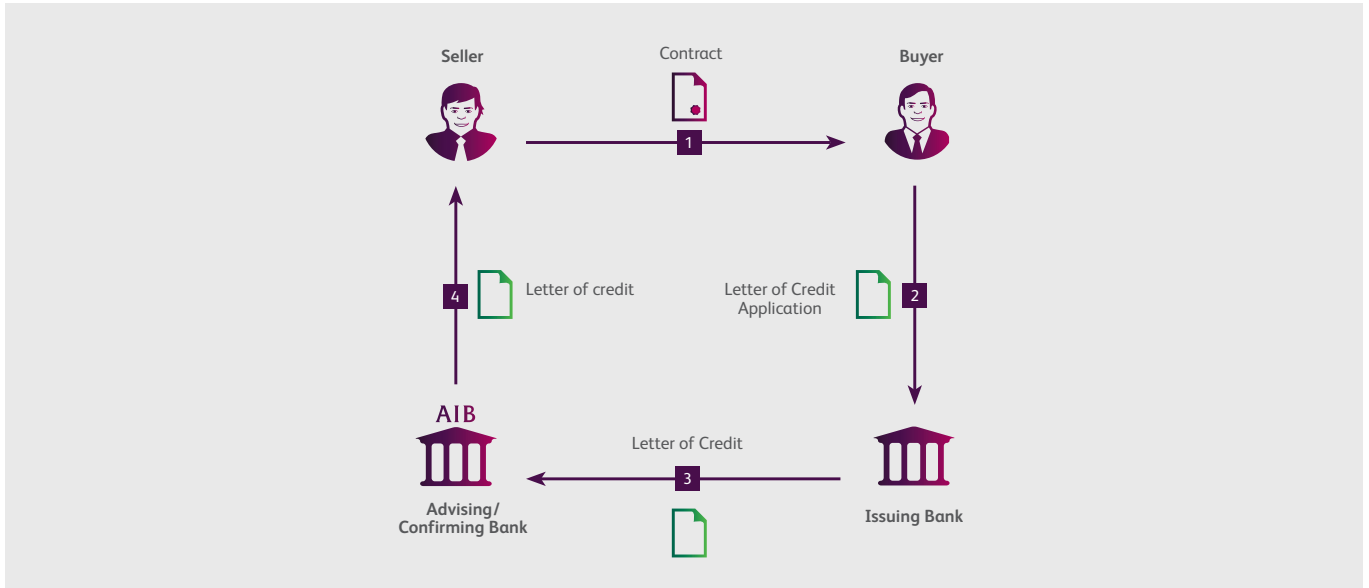 Seller
Contract
Buyer
1
4
Letter of credit
Letter of Credit
Application
2
AIB
Advising/
Confirming Bank
Letter of Credit
3
Issuing Bank